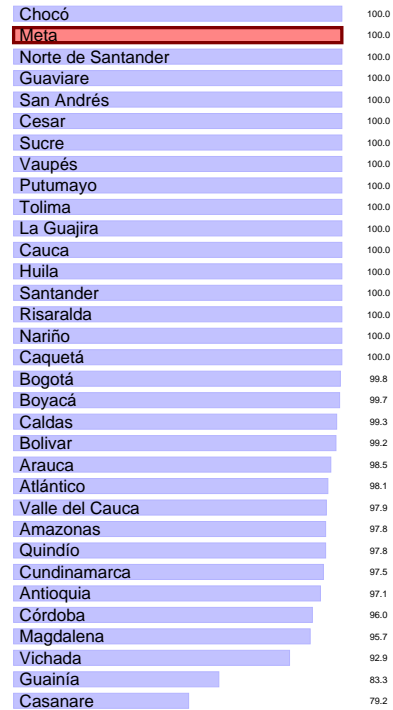 Chocó 100.0
Meta 100.0
Norte de Santander 100.0
Guaviare 100.0
San Andrés 100.0
Cesar 100.0
Sucre 100.0
Vaupés 100.0
Putumayo 100.0
Tolima 100.0
La Guajira 100.0
Cauca 100.0
Huila 100.0
Santander 100.0
Risaralda 100.0
Nariño 100.0
Caquetá 100.0
Bogotá 99.8
Boyacá 99.7
Caldas 99.3
Bolivar 99.2
Arauca 98.5
Atlántico 98.1
Valle del Cauca 97.9
Amazonas 97.8
Quindío 97.8
Cundinamarca 97.5
Antioquia 97.1
Córdoba 96.0
Magdalena 95.7
Vichada 92.9
Guainía 83.3
Casanare 79.2